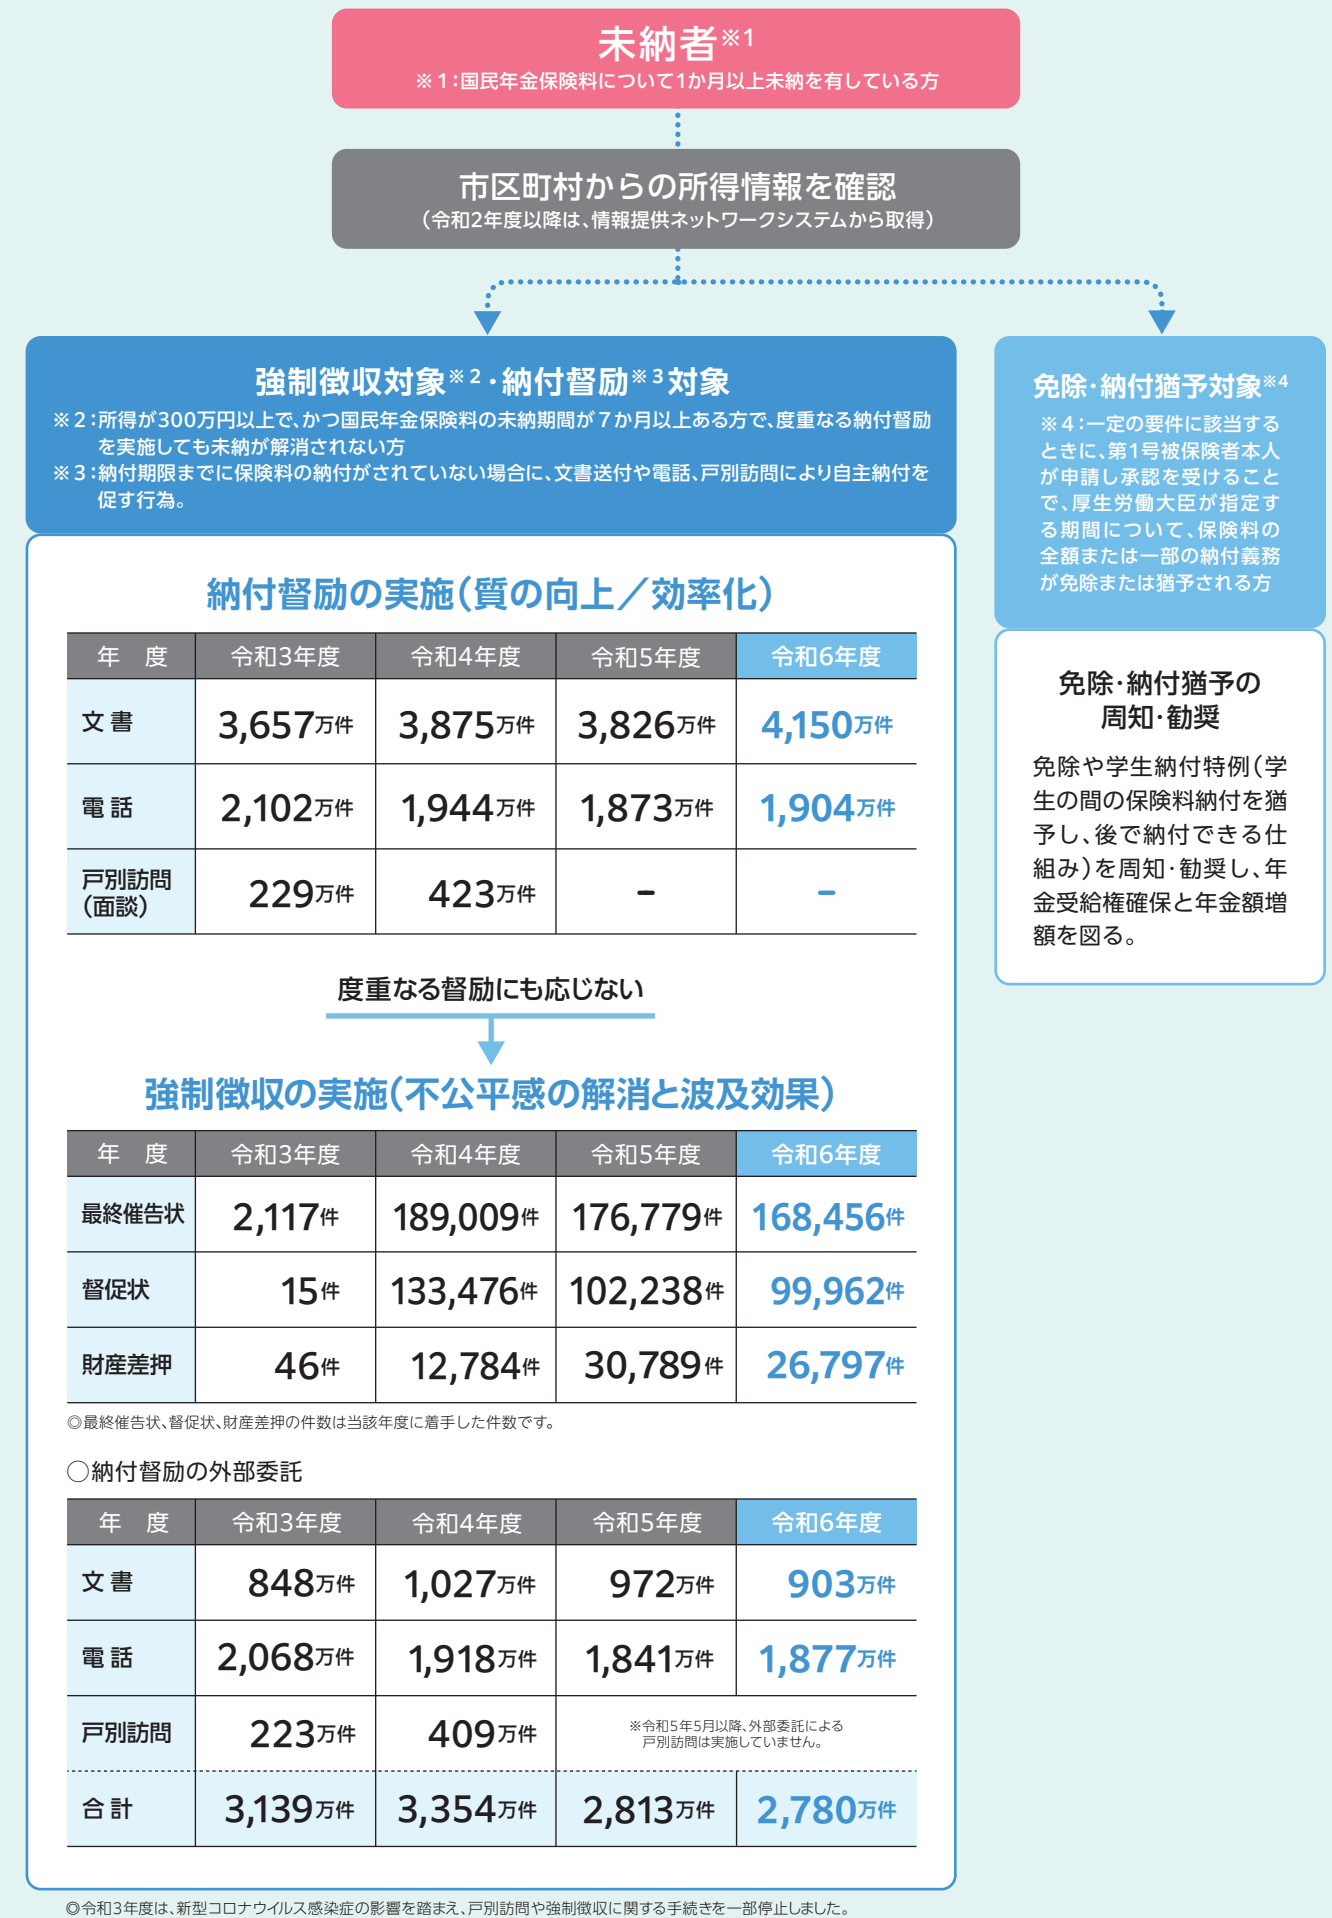 未納者※1
※1：国民年金保険料について1か月以上未納を有している方
市区町村からの所得情報を確認
（令和2年度以降は、情報提供ネットワークシステムから取得）
強制徴収対象※2・納付督励※3対象
※2：所得が300万円以上で、かつ国民年金保険料の未納期間が7か月以上ある方で、度重なる納付督励
を実施しても未納が解消されない方
※3：納付期限までに保険料の納付がされていない場合に、文書送付や電話、戸別訪問により自主納付を
促す行為。
納付督励の実施（質の向上／効率化）
年　度 令和3年度 令和4年度 令和5年度 令和6年度
文書 3,657万件 3,875万件 3,826万件 4,150万件
電話 2,102万件 1,944万件 1,873万件 1,904万件
戸別訪問
（面談） 229万件 423万件 − −
度重なる督励にも応じない
強制徴収の実施（不公平感の解消と波及効果）
年　度 令和3年度 令和4年度 令和5年度 令和6年度
最終催告状 2,117件 189,009件 176,779件 168,456件
督促状 15件 133,476件 102,238件 99,962件
財産差押 46件 12,784件 30,789件 26,797件
◎最終催告状、督促状、財産差押の件数は当該年度に着手した件数です。
○納付督励の外部委託
年　度 令和3年度 令和4年度 令和5年度 令和6年度
文書 848万件 1,027万件 972万件 903万件
電話 2,068万件 1,918万件 1,841万件 1,877万件
戸別訪問 223万件 409万件 ※令和5年5月以降、外部委託による
戸別訪問は実施していません。
合計 3,139万件 3,354万件 2,813万件 2,780万件
◎令和3年度は、新型コロナウイルス感染症の影響を踏まえ、戸別訪問や強制徴収に関する手続きを一部停止しました。
免除・納付猶予対象※4
※4：一定の要件に該当する
ときに、第1号被保険者本人
が申請し承認を受けること
で、厚生労働大臣が指定す
る期間について、保険料の
全額または一部の納付義務
が免除または猶予される方
免除・納付猶予の
周知・勧奨
免除や学生納付特例（学
生の間の保険料納付を猶
予し、後で納付できる仕
組み）を周知・勧奨し、年
金受給権確保と年金額増
額を図る。